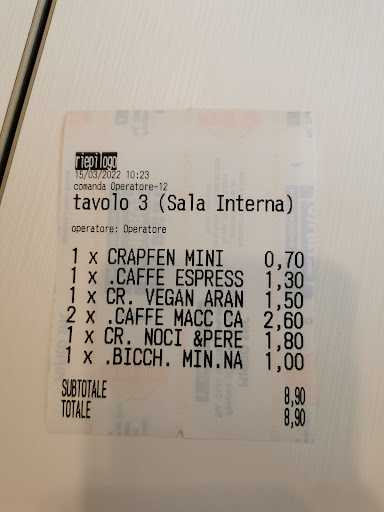 riepilogo
15/03/2022 10:23
comanda Operatore-12
tavolo 3 (Sala Interna)
operatore: Operatore
1 x CRAPFEN MINI 0,70
1 x .CAFFE ESPRESS 1,30
1 x CR. VEGAN ARAN 1,50
2 x .CAFFE MACC CA 2,60
1 x CR. NOCI &PERE 1,80
1 x .BICCH. MIN.NA 1,00
SUBTOTALE 8,90
TOTALE 8,90